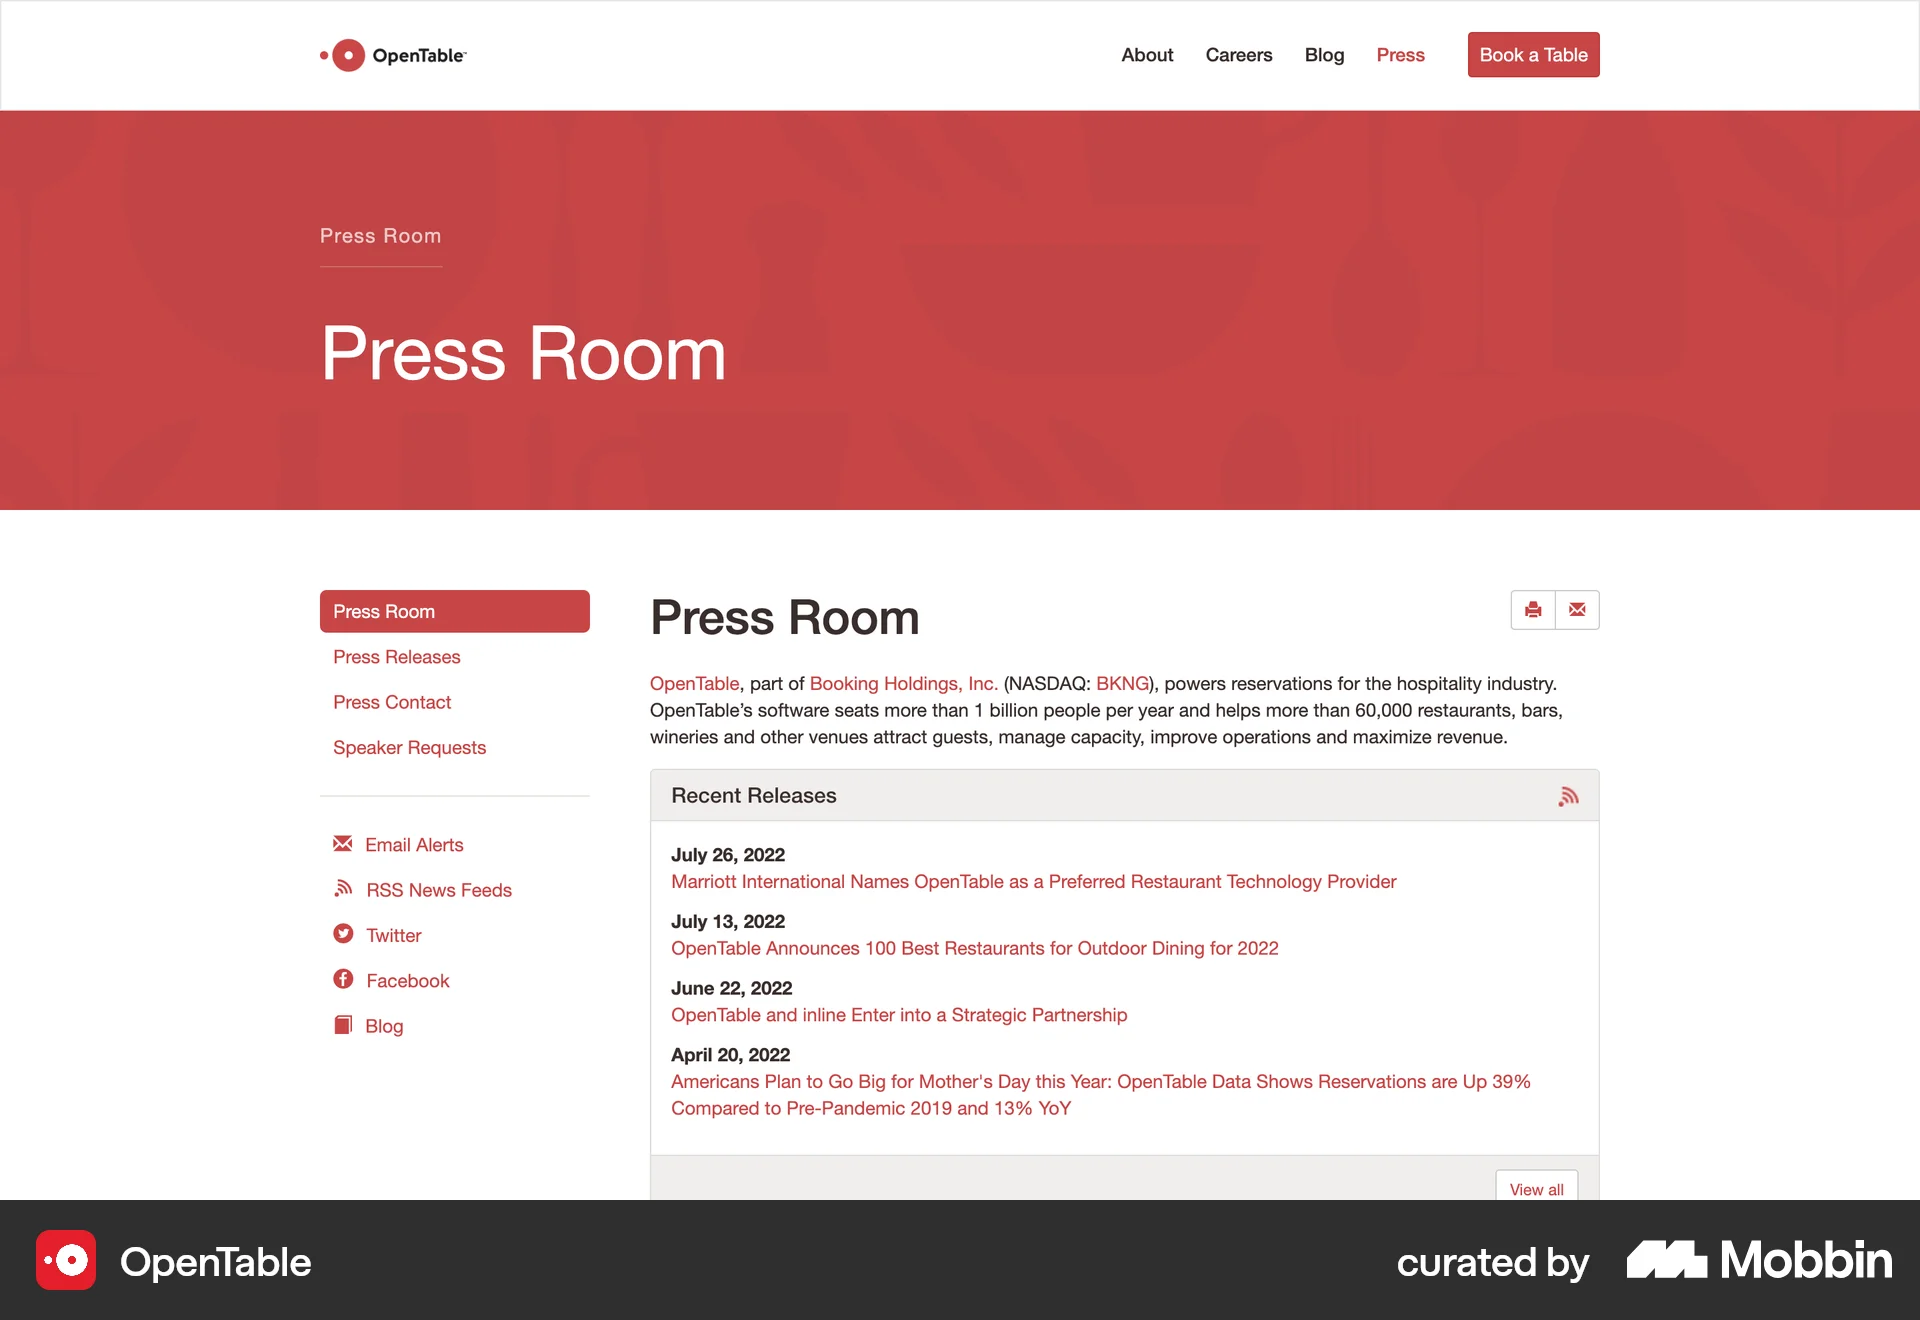 OpenTable™
About Careers Blog Press Book a Table
Press Room
Press Room
Press Room
Press Releases
Press Contact
Speaker Requests
Email Alerts
RSS News Feeds
Twitter
Facebook
Blog
Press Room
OpenTable, part of Booking Holdings, Inc. (NASDAQ: BKNG), powers reservations for the hospitality industry.
OpenTable’s software seats more than 1 billion people per year and helps more than 60,000 restaurants, bars,
wineries and other venues attract guests, manage capacity, improve operations and maximize revenue.
Recent Releases
July 26, 2022
Marriott International Names OpenTable as a Preferred Restaurant Technology Provider
July 13, 2022
OpenTable Announces 100 Best Restaurants for Outdoor Dining for 2022
June 22, 2022
OpenTable and inline Enter into a Strategic Partnership
April 20, 2022
Americans Plan to Go Big for Mother's Day this Year: OpenTable Data Shows Reservations are Up 39%
Compared to Pre-Pandemic 2019 and 13% YoY
View all
OpenTable
curated by Mobbin